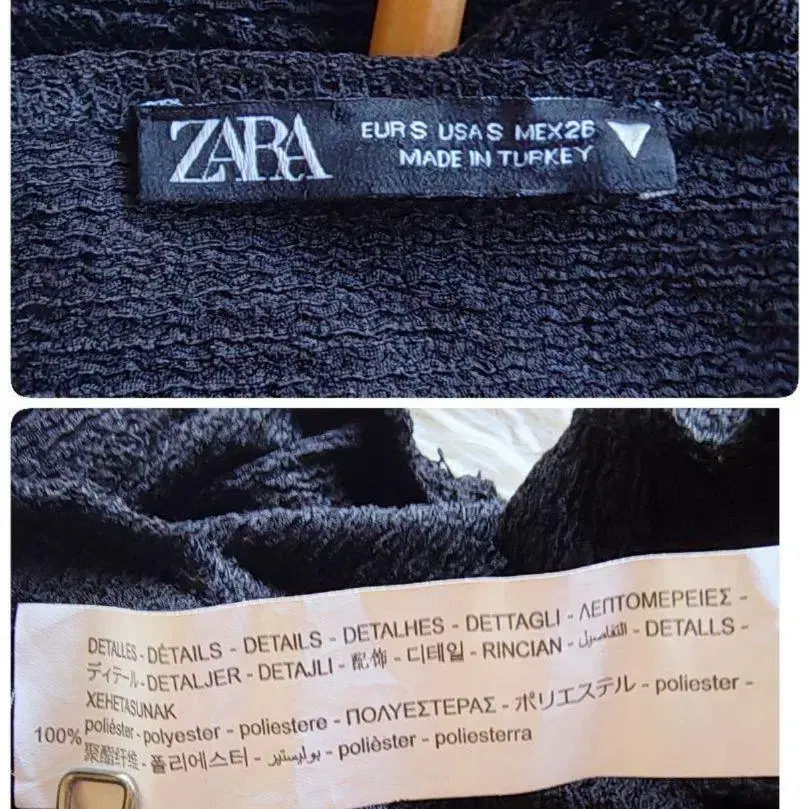 ZARA
EUR S USA S MEX 26
MADE IN TURKEY
DETALLES - DÉTAILS - DETAILS - DETALHES - DETTAGLI - ΛΕΠΤΟΜΕΡΕΙΕΣ -
ディテール - DETALJER - DETAJLI - 配饰 - 디테일 - RINCIAN - التفاصيل - DETALLS -
XEHETASUNAK
100% poliéster - polyester - poliestere - ΠΟΛΥΕΣΤΕΡΑΣ - ポリエステル - poliester -
聚酯纤维 - 폴리에스터 - بوليستير - polièster - poliesterra